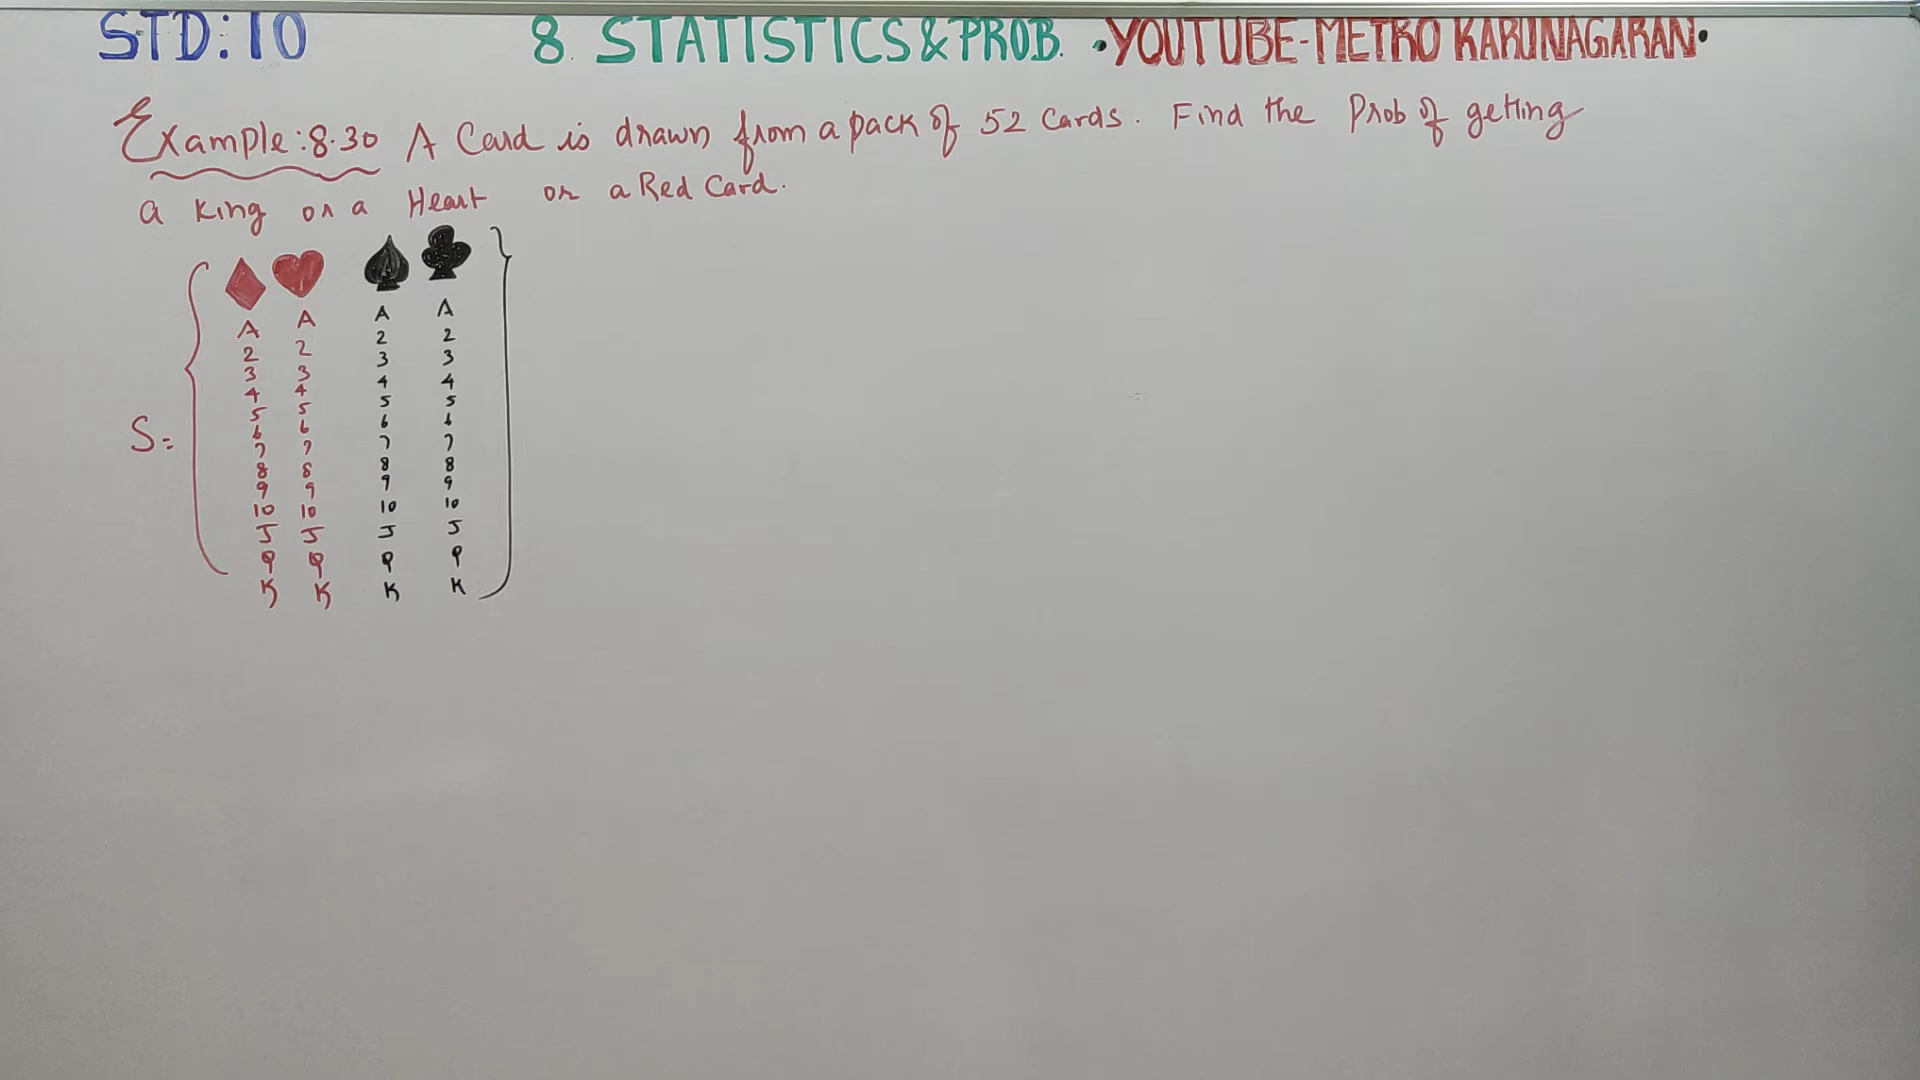 STD:10 8. STATISTICS & PROB. •YOUTUBE-METRO KARUNAGARAN•
Example:8.30 A Card is drawn from a pack of 52 Cards. Find the Prob of getting
a King or a Heart or a Red Card.
A A A A
2 2 2 2
3 3 3 3
4 4 4 4
5 5 5 5
6 6 6 6
S= 7 7 7 7
8 8 8 8
9 9 9 9
10 10 10 10
J J J J
Q Q Q Q
K K K K